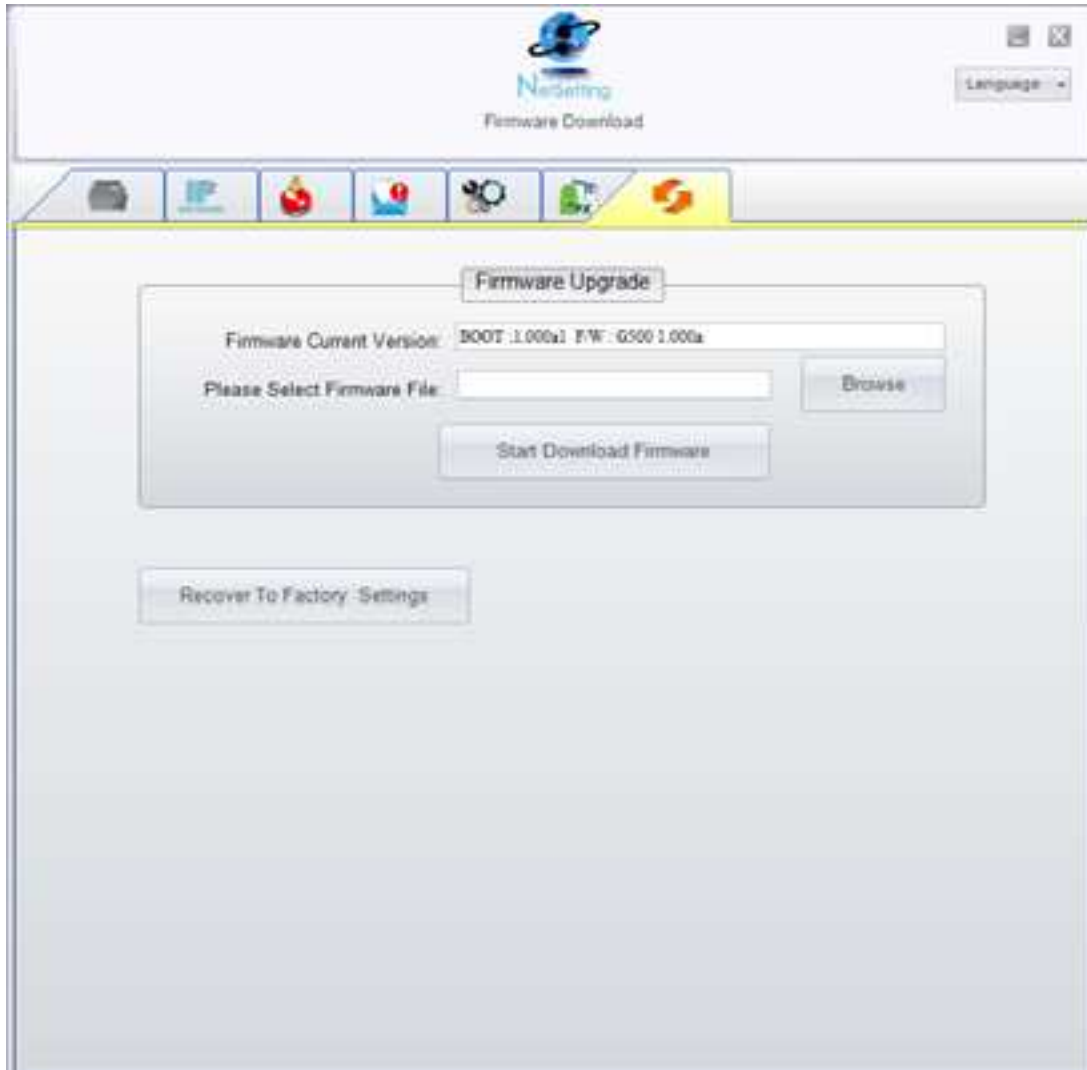 NetSetting
Language
Firmware Download
IP
Firmware Upgrade
Firmware Current Version: BOOT :1.000a1 F/W : G500 1.000a
Please Select Firmware File:
Browse
Start Download Firmware
Recover To Factory Settings